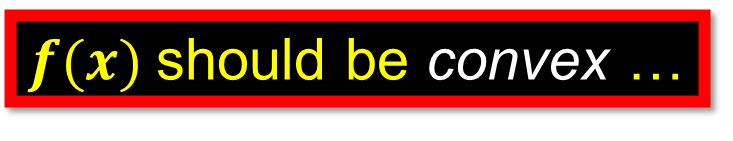 f(x) should be convex …